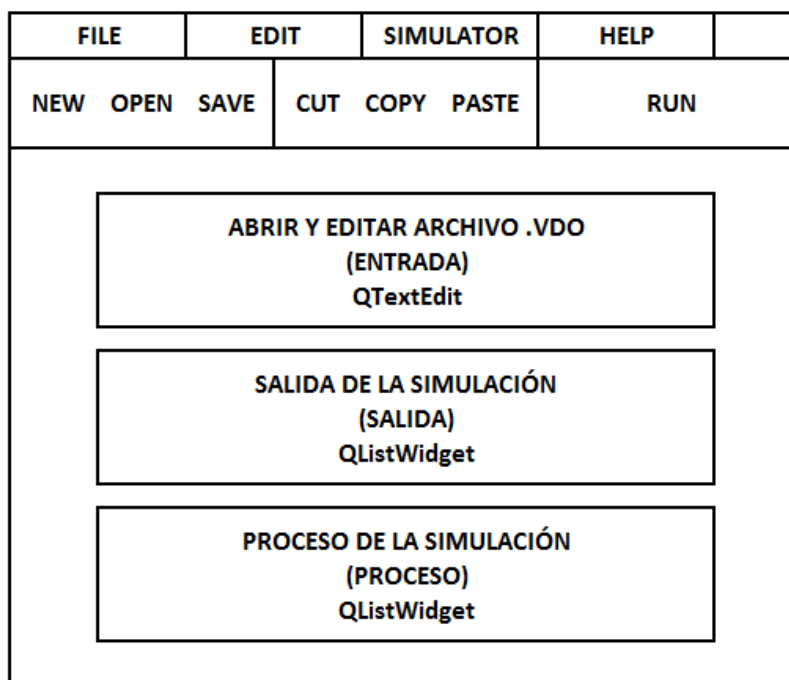 FILE EDIT SIMULATOR HELP
NEW OPEN SAVE CUT COPY PASTE RUN
ABRIR Y EDITAR ARCHIVO .VDO
(ENTRADA)
QTextEdit
SALIDA DE LA SIMULACIÓN
(SALIDA)
QListWidget
PROCESO DE LA SIMULACIÓN
(PROCESO)
QListWidget